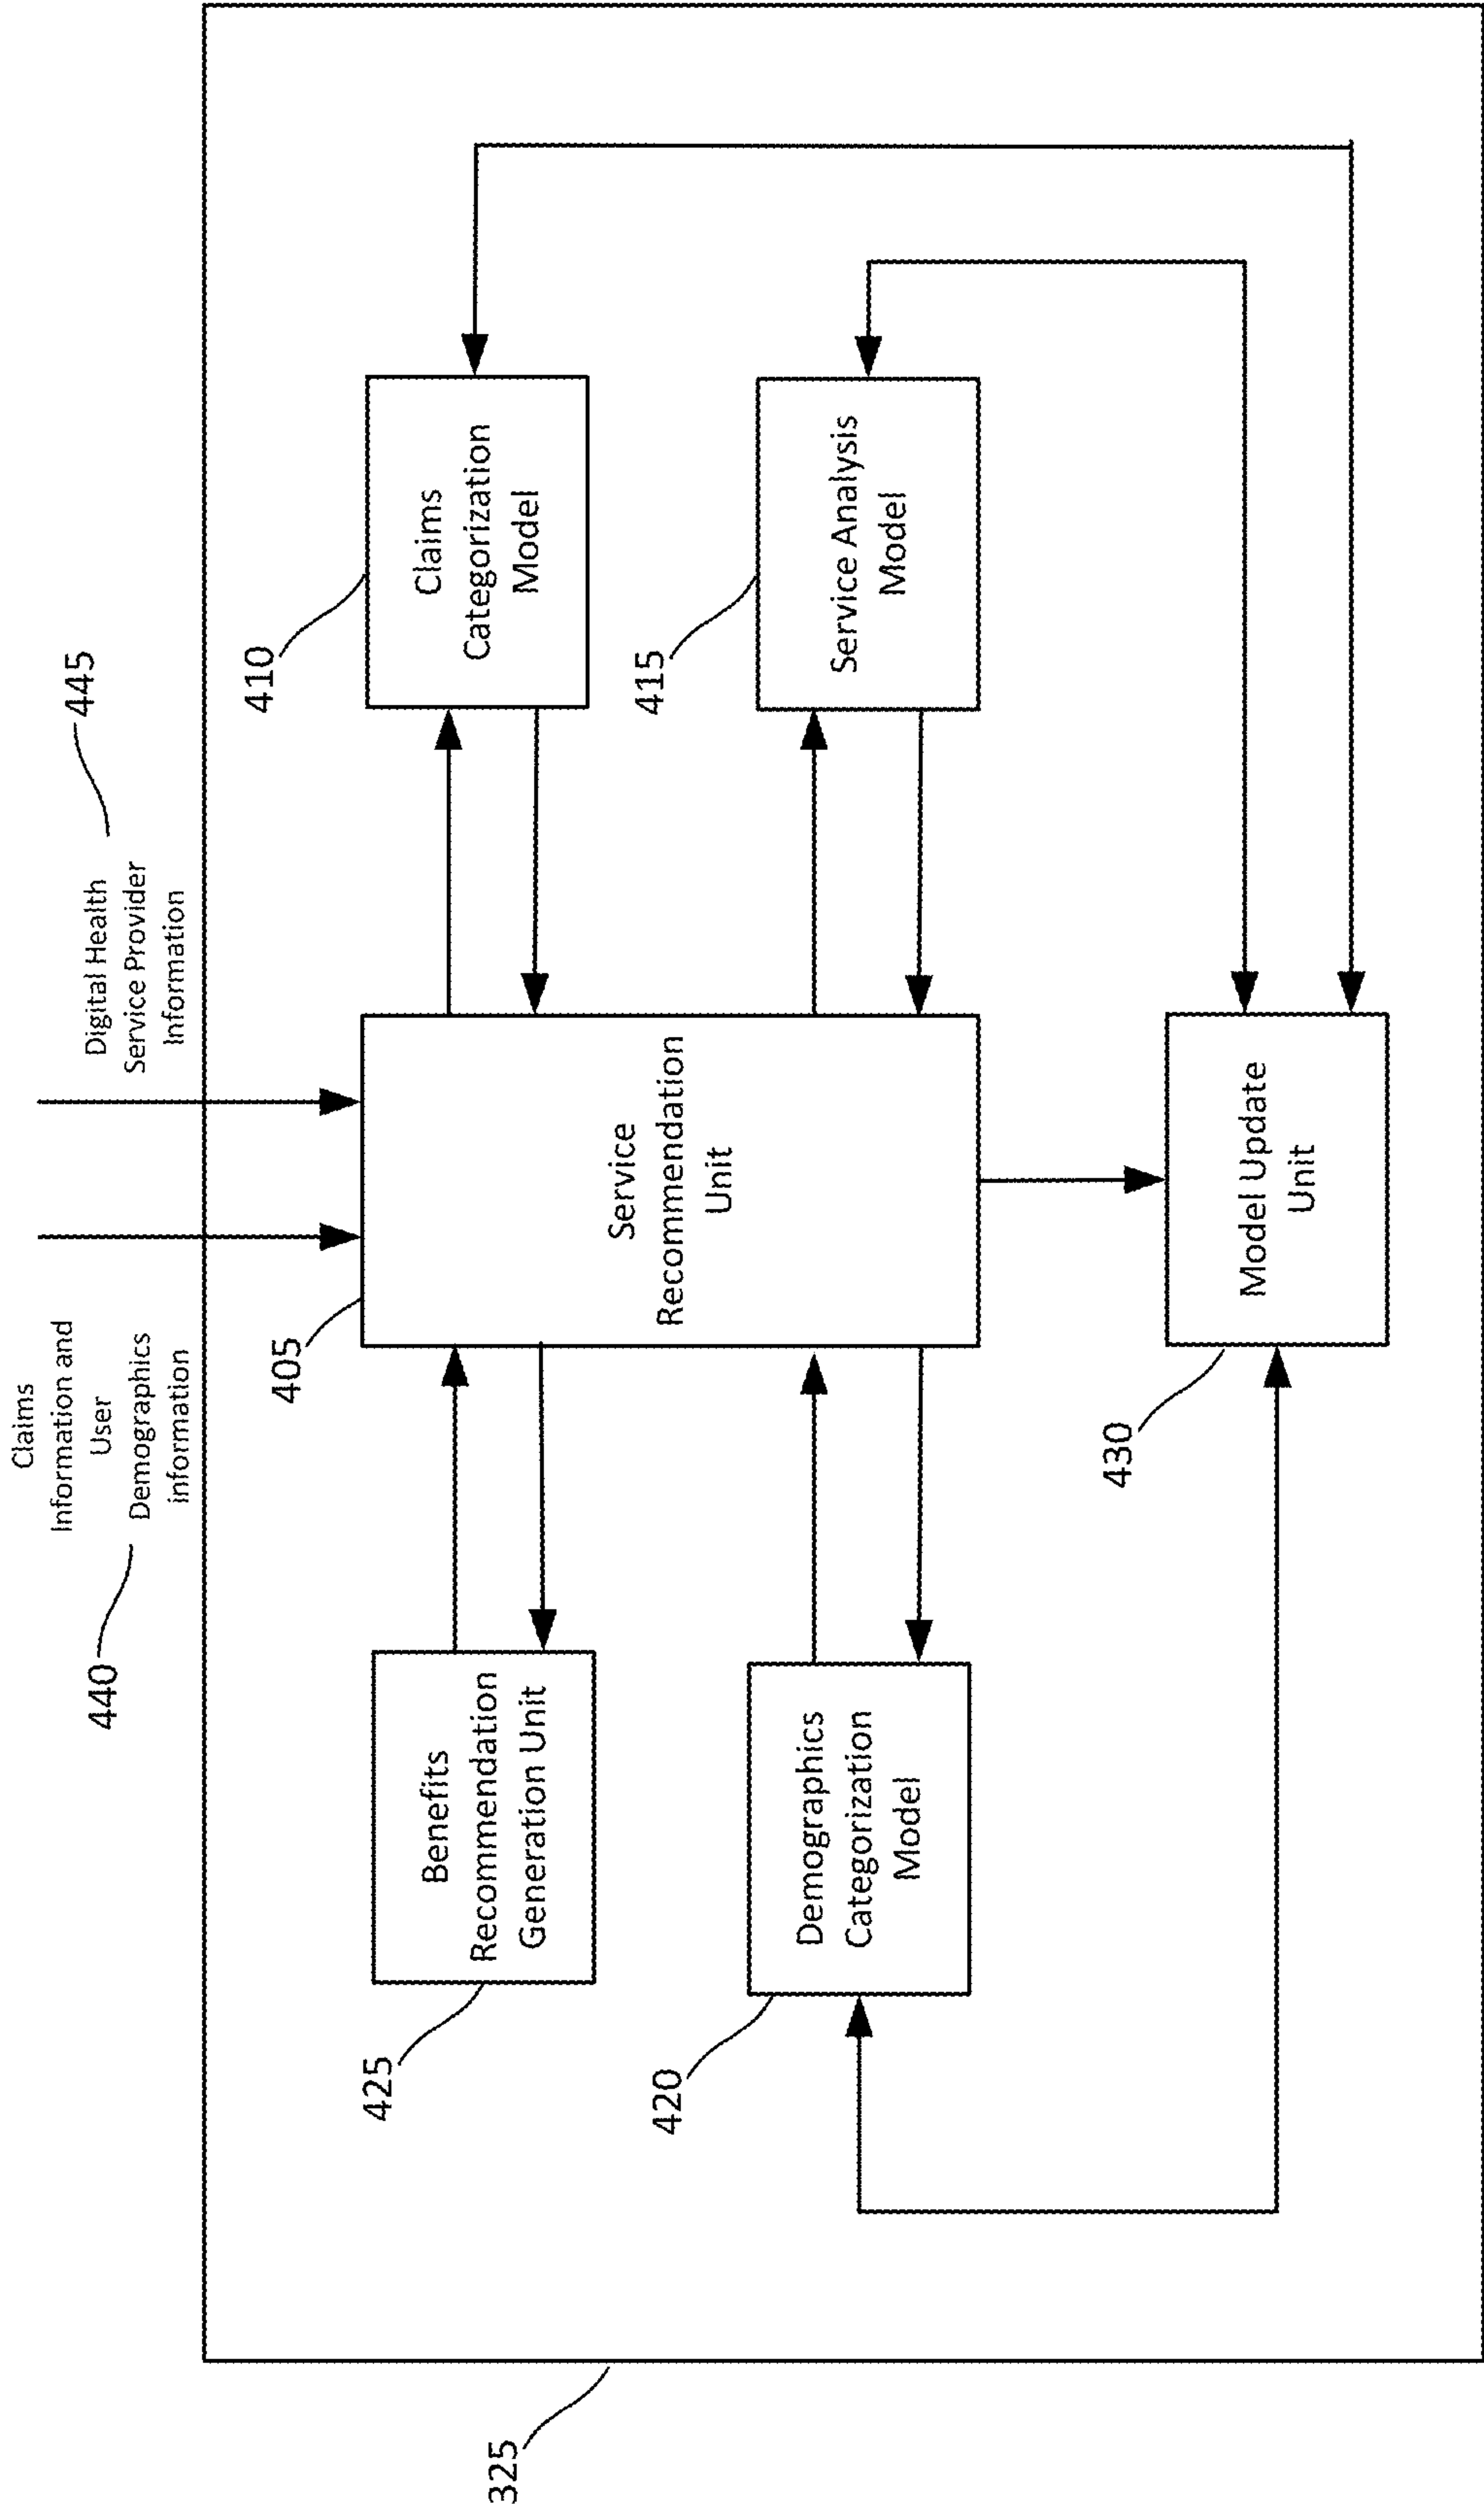 Claims
Information and
User
Demographics
information
440
Digital Health
Service Provider
Information
445
325
405
Service
Recommendation
Unit
425
Benefits
Recommendation
Generation Unit
410
Claims
Categorization
Model
420
Demographics
Categorization
Model
415
Service Analysis
Model
430
Model Update
Unit